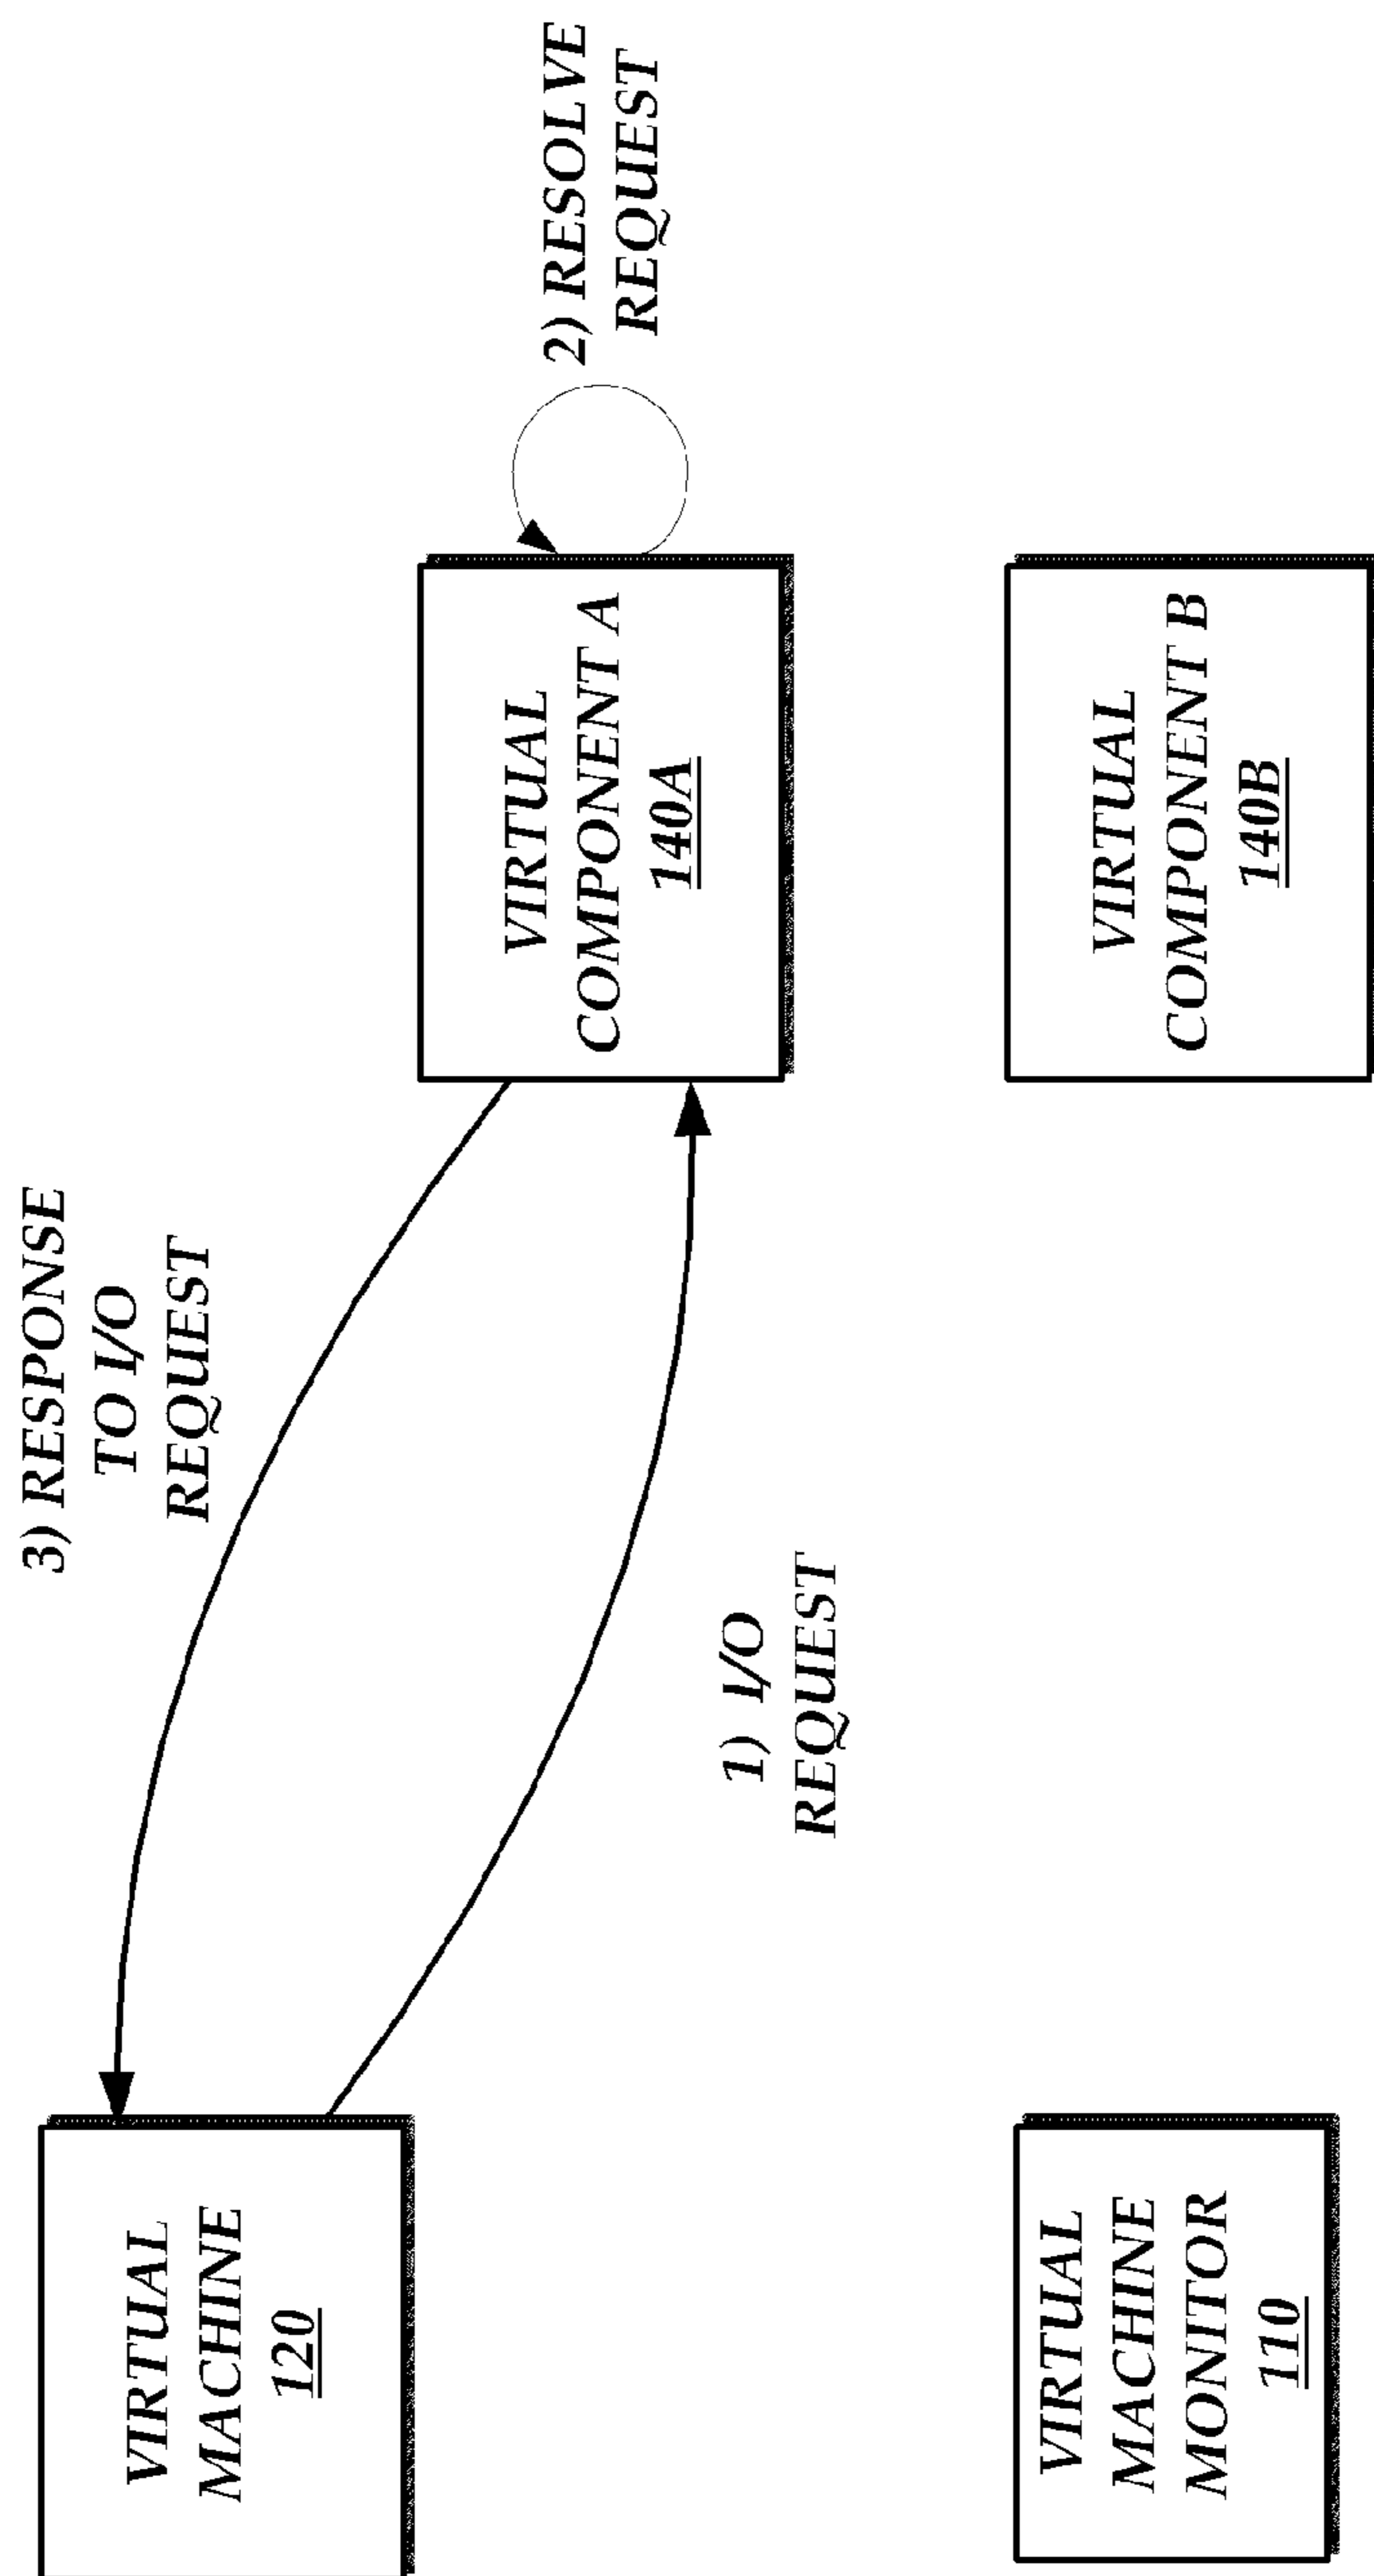 VIRTUAL
MACHINE
120
3) RESPONSE
TO I/O
REQUEST
1) I/O
REQUEST
VIRTUAL
COMPONENT A
140A
2) RESOLVE
REQUEST
VIRTUAL
MACHINE
MONITOR
110
VIRTUAL
COMPONENT B
140B